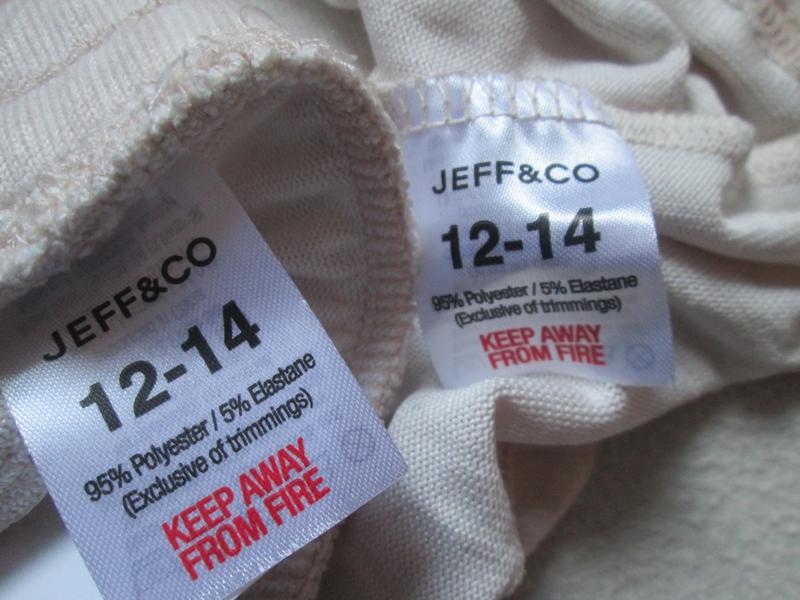 JEFF&CO
12-14
95% Polyester / 5% Elastane
(Exclusive of trimmings)
KEEP AWAY
FROM FIRE
JEFF&CO
12-14
95% Polyester / 5% Elastane
(Exclusive of trimmings)
KEEP AWAY
FROM FIRE